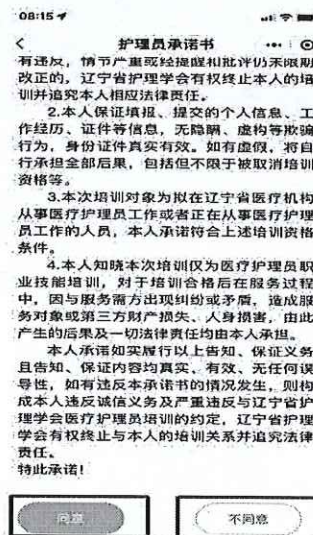 08:15
护理员承诺书
有违反，情节严重或经提醒和批评仍未限期
改正的，辽宁省护理学会有权终止本人的培
训并追究本人相应法律责任。
2.本人保证填报、提交的个人信息、工
作经历、证件等信息，无隐瞒、虚构等欺骗
行为，身份证件真实有效。如有虚假，将自
行承担全部后果，包括但不限于被取消培训
资格等。
3.本次培训对象为拟在辽宁省医疗机构
从事医疗护理员工作或者正在从事医疗护理
员工作的人员，本人承诺符合上述培训资格
条件。
4.本人知晓本次培训仅为医疗护理员职
业技能培训，对于培训合格后在服务过程
中，因与服务需方出现纠纷或矛盾，造成服
务对象或第三方财产损失、人身损害，由此
产生的后果及一切法律责任均由本人承担。
本人承诺如实履行以上告知、保证义务
且告知、保证内容均真实、有效、无任何误
导性，如有违反本承诺书的情况发生，则构
成本人违反诚信义务及严重违反与辽宁省护
理学会医疗护理员培训的约定，辽宁省护理
学会有权终止与本人的培训关系并追究法律
责任。
特此承诺！
同意
不同意